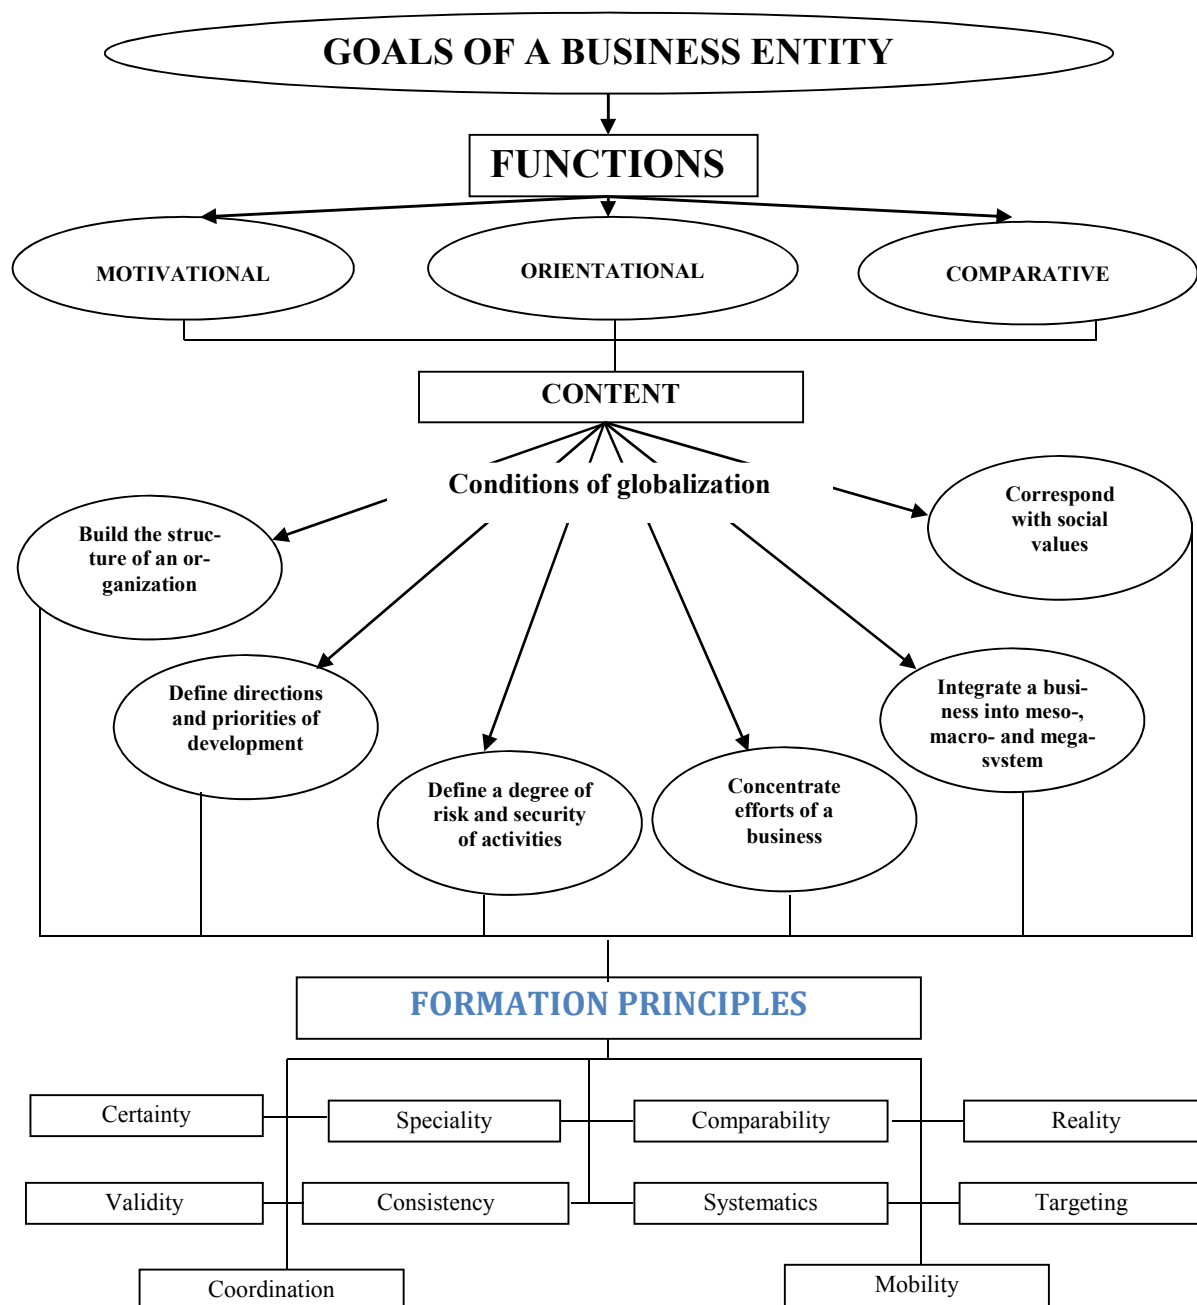 GOALS OF A BUSINESS ENTITY
FUNCTIONS
MOTIVATIONAL
ORIENTATIONAL
COMPARATIVE
CONTENT
Conditions of globalization
Build the struc-
ture of an or-
ganization
Correspond
with social
values
Define directions
and priorities of
development
Integrate a busi-
ness into meso-,
macro- and mega-
system
Define a degree of
risk and security
of activities
Concentrate
efforts of a
business
FORMATION PRINCIPLES
Certainty
Speciality
Comparability
Reality
Validity
Consistency
Systematics
Targeting
Coordination
Mobility